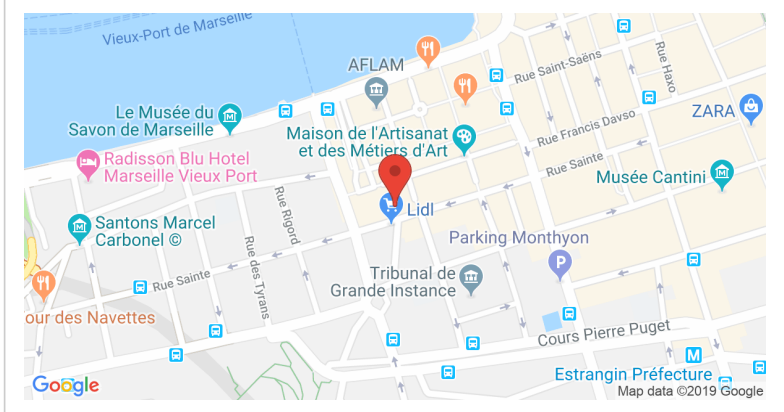 Vieux-Port de Marseille
AFLAM
Rue Saint-Saëns
Rue Haxo
Le Musée du
Savon de Marseille
Maison de l'Artisanat
et des Métiers d'Art
Rue Francis Davso
ZARA
Radisson Blu Hotel
Marseille Vieux Port
Rue Sainte
Musée Cantini
Rue Rigord
Lidl
Santons Marcel
Carbonel ©
Rue des Tyrans
Parking Monthyon
P
Rue Sainte
Tribunal de
Grande Instance
our des Navettes
Cours Pierre Puget
M
Estrangin Préfecture
Google
Map data ©2019 Google